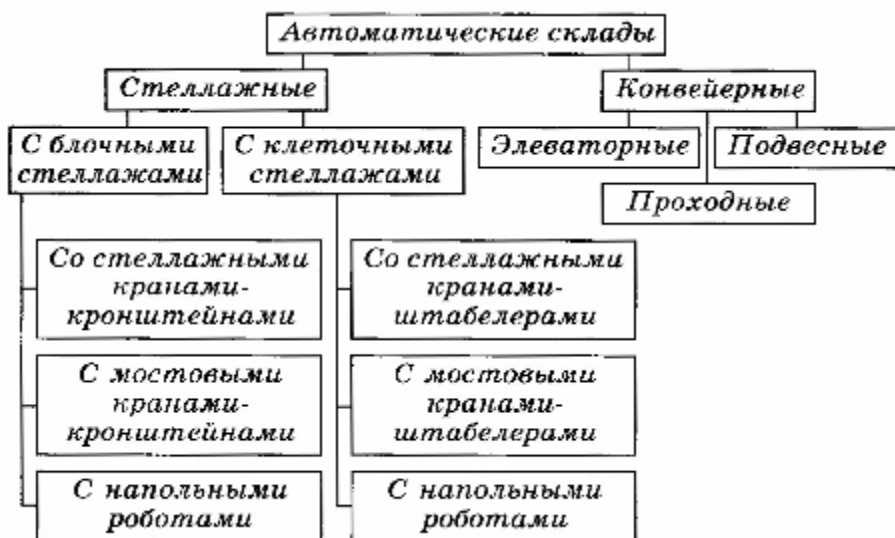 Автоматические склады
Стеллажные
Конвейерные
С блочными
стеллажами
С клеточными
стеллажами
Элеваторные
Подвесные
Проходные
Со стеллажными
кранами-
кронштейнами
Со стеллажными
кранами-
штабелерами
С мостовыми
кранами-
кронштейнами
С мостовыми
кранами-
штабелерами
С напольными
роботами
С напольными
роботами